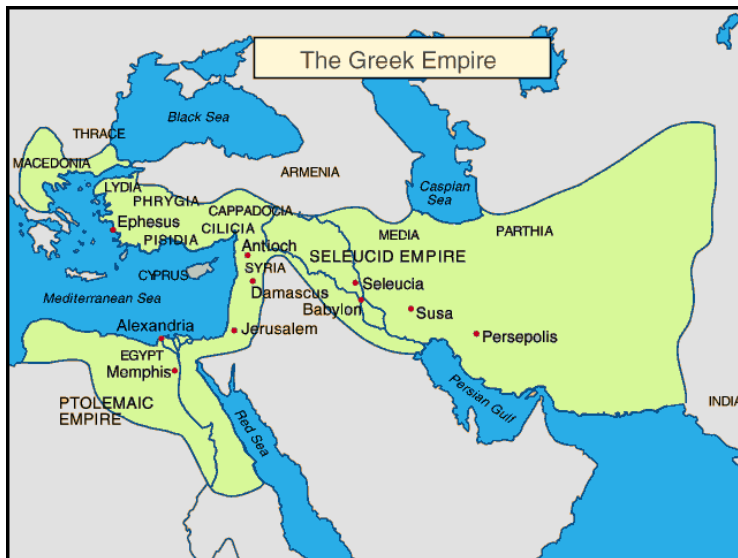 The Greek Empire
Black Sea
THRACE
MACEDONIA
ARMENIA
LYDIA
PHRYGIA
Caspian
Sea
CAPPADOCIA
Ephesus
CILICIA
PISIDIA
MEDIA
PARTHIA
Antioch
SELEUCID EMPIRE
SYRIA
CYPRUS
Damascus
Seleucia
Mediterranean Sea
Babylon
Susa
Alexandria
Jerusalem
Persepolis
EGYPT
Memphis
PTOLEMAIC
EMPIRE
Red Sea
Persian Gulf
INDIA